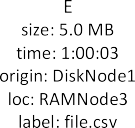 E
size: 5.0 MB
time: 1:00:03
origin: DiskNode1
loc: RAMNode3
label: file.csv